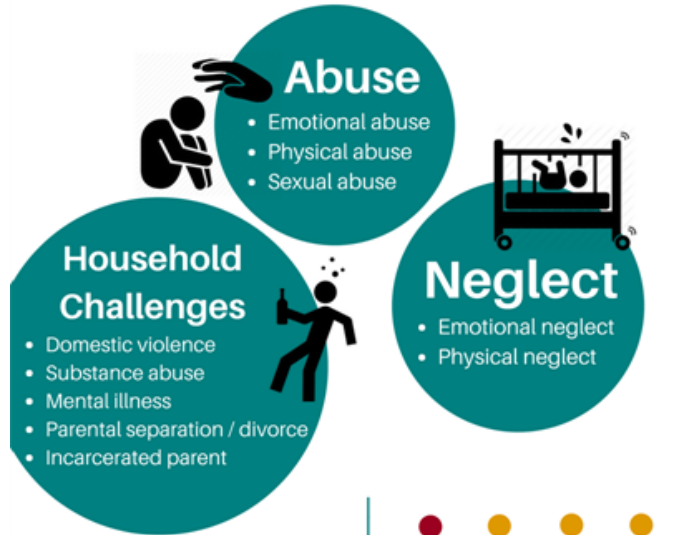 Abuse
• Emotional abuse
• Physical abuse
• Sexual abuse
Household
Challenges
• Domestic violence
• Substance abuse
• Mental illness
• Parental separation / divorce
• Incarcerated parent
Neglect
• Emotional neglect
• Physical neglect